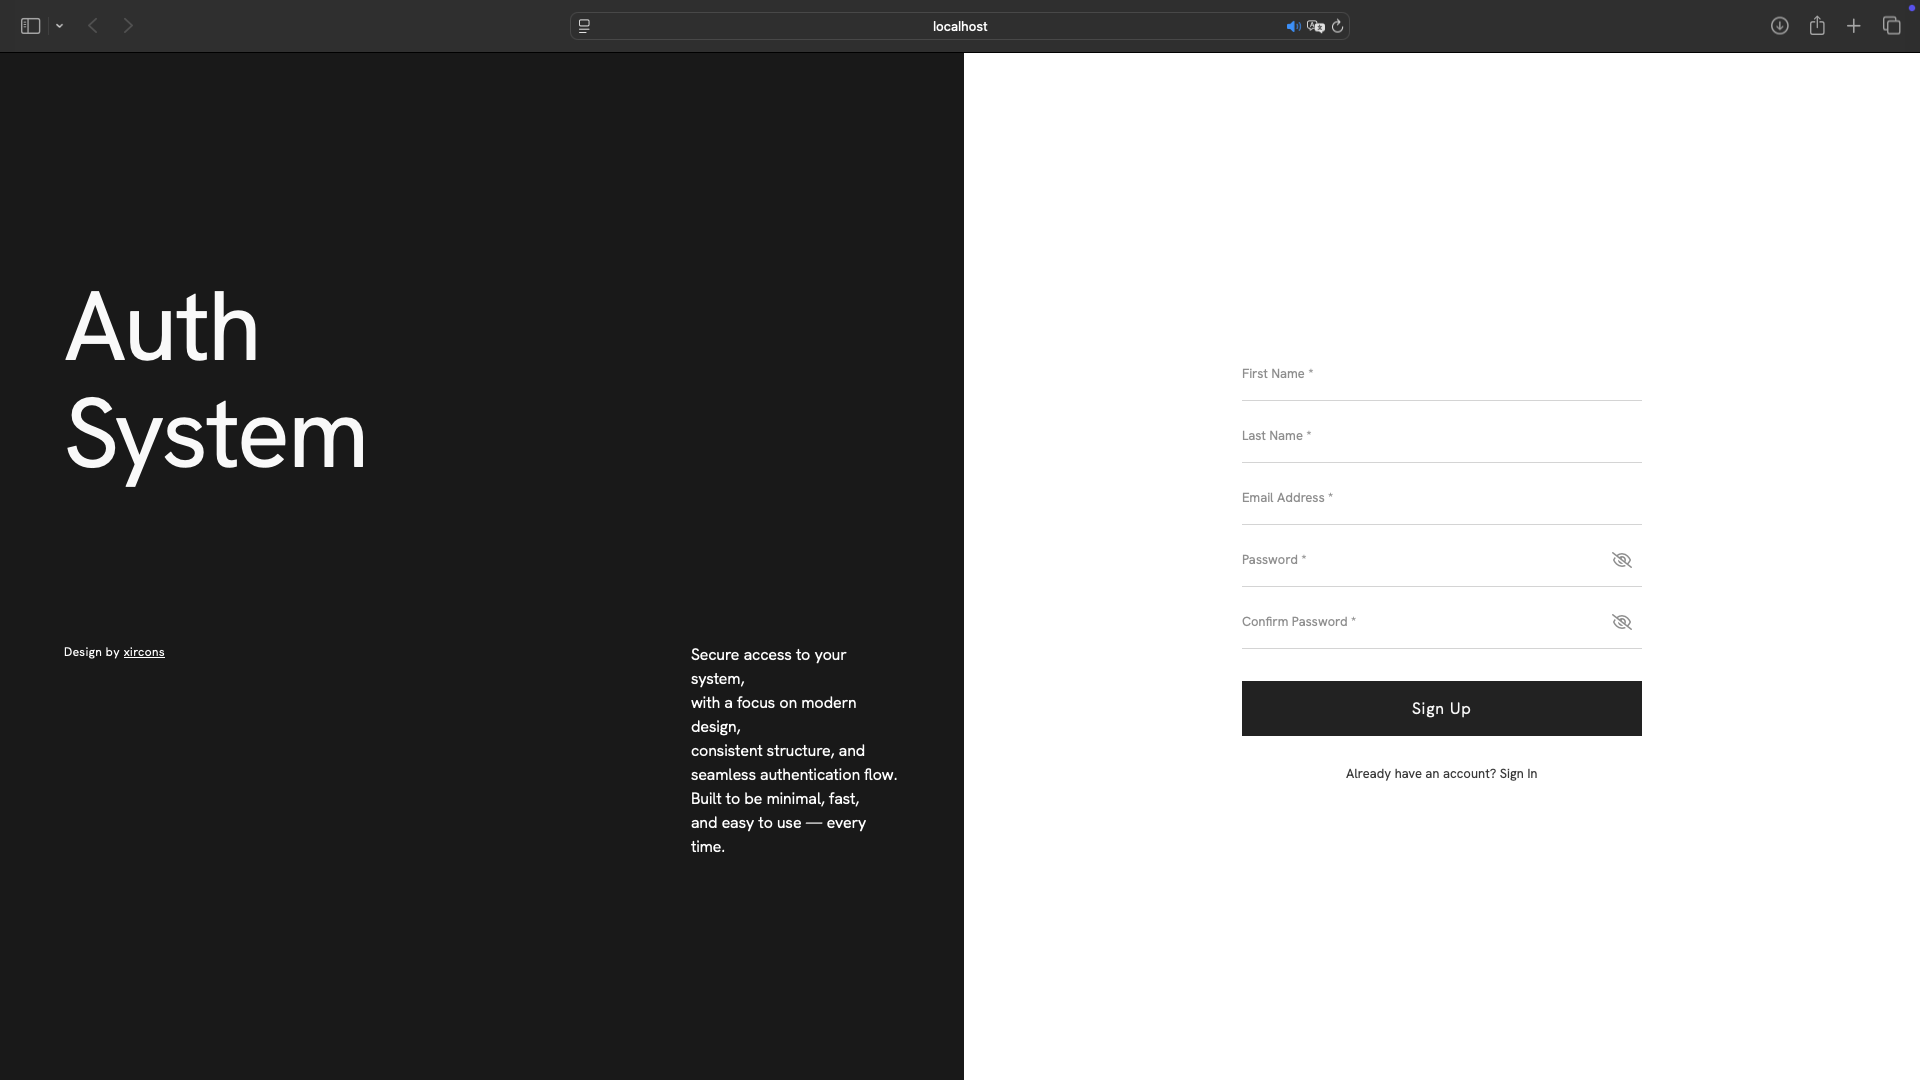 localhost
Auth
System
Design by xircons
Secure access to your
system,
with a focus on modern
design,
consistent structure, and
seamless authentication flow.
Built to be minimal, fast,
and easy to use — every
time.
First Name *
Last Name *
Email Address *
Password *
Confirm Password *
Sign Up
Already have an account? Sign In